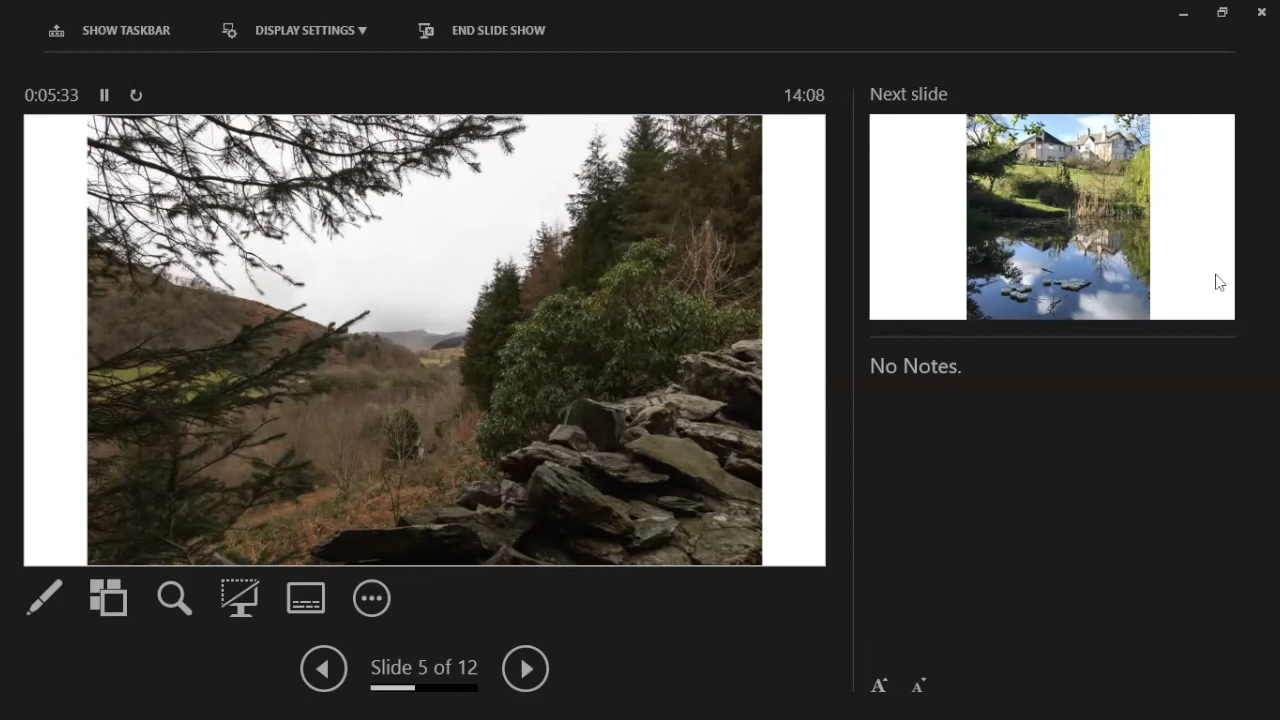 SHOW TASKBAR
DISPLAY SETTINGS ▼
END SLIDE SHOW
0:05:33
14:08
Next slide
No Notes.
Slide 5 of 12
A
A